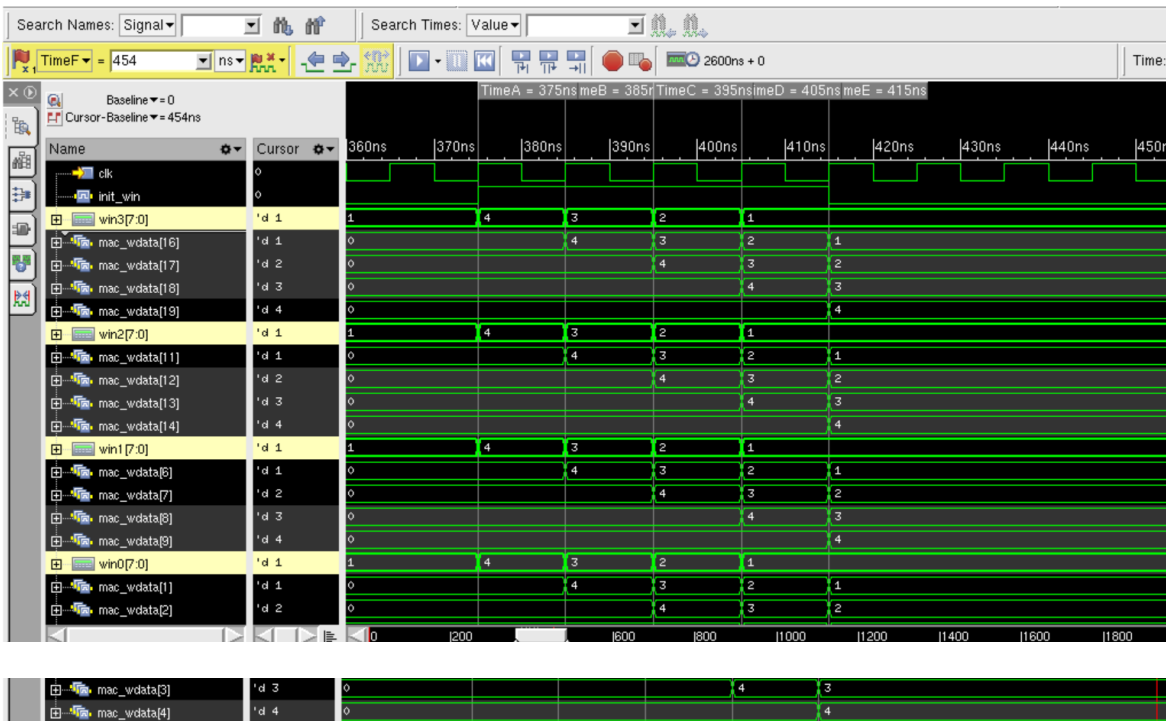 Search Names: Signal Search Times: Value
TimeF = 454 ns 2600ns + 0 Time:
Baseline = 0 TimeA = 375ns meB = 385r TimeC = 395ns meD = 405ns meE = 415ns
Cursor-Baseline = 454ns
Name Cursor 360ns 370ns 380ns 390ns 400ns 410ns 420ns 430ns 440ns 450r
clk 0
init_win 0
win3[7:0] 'd 1 1 4 3 2 1
mac_wdata[16] 'd 1 0 4 3 2 1
mac_wdata[17] 'd 2 0 4 3 2
mac_wdata[18] 'd 3 0 4 3
mac_wdata[19] 'd 4 0 4
win2[7:0] 'd 1 1 4 3 2 1
mac_wdata[11] 'd 1 0 4 3 2 1
mac_wdata[12] 'd 2 0 4 3 2
mac_wdata[13] 'd 3 0 4 3
mac_wdata[14] 'd 4 0 4
win1[7:0] 'd 1 1 4 3 2 1
mac_wdata[6] 'd 1 0 4 3 2 1
mac_wdata[7] 'd 2 0 4 3 2
mac_wdata[8] 'd 3 0 4 3
mac_wdata[9] 'd 4 0 4
win0[7:0] 'd 1 1 4 3 2 1
mac_wdata[1] 'd 1 0 4 3 2 1
mac_wdata[2] 'd 2 0 4 3 2
0 200 600 800 1000 1200 1400 1600 1800
mac_wdata[3] 'd 3 0 4 3
mac_wdata[4] 'd 4 0 4